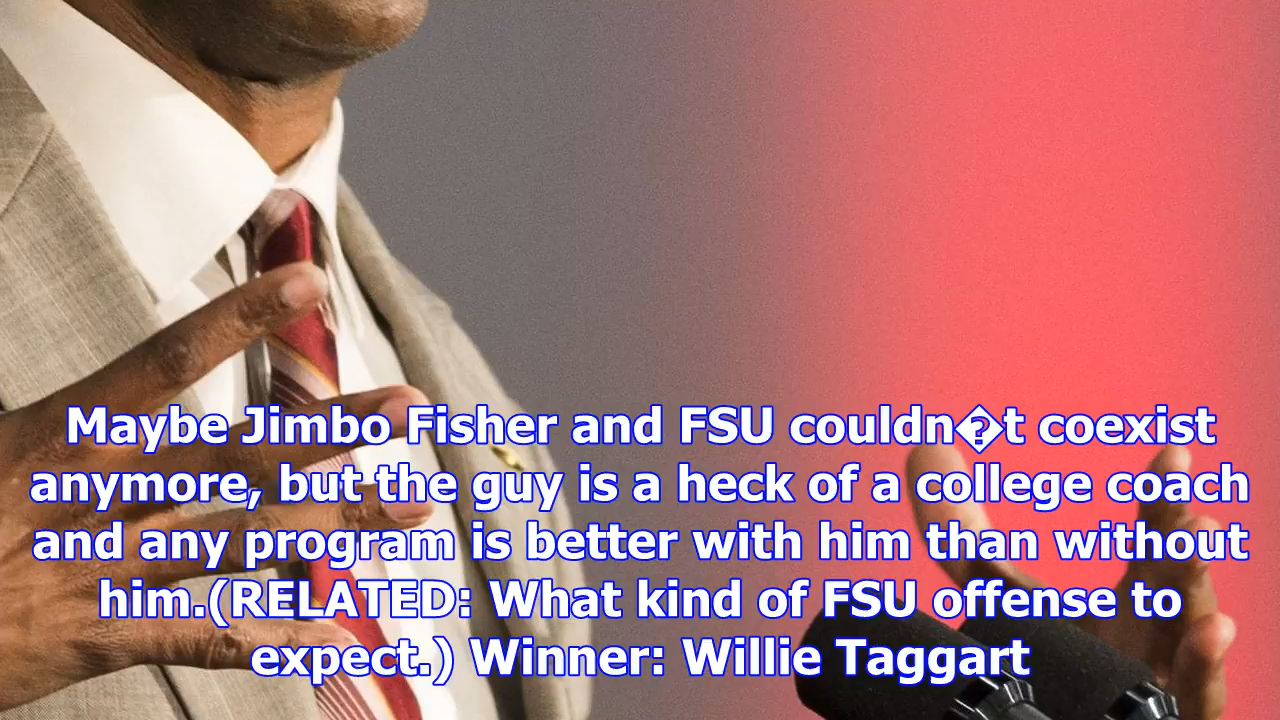 Maybe Jimbo Fisher and FSU couldn�t coexist
anymore, but the guy is a heck of a college coach
and any program is better with him than without
him.(RELATED: What kind of FSU offense to
expect.) Winner: Willie Taggart